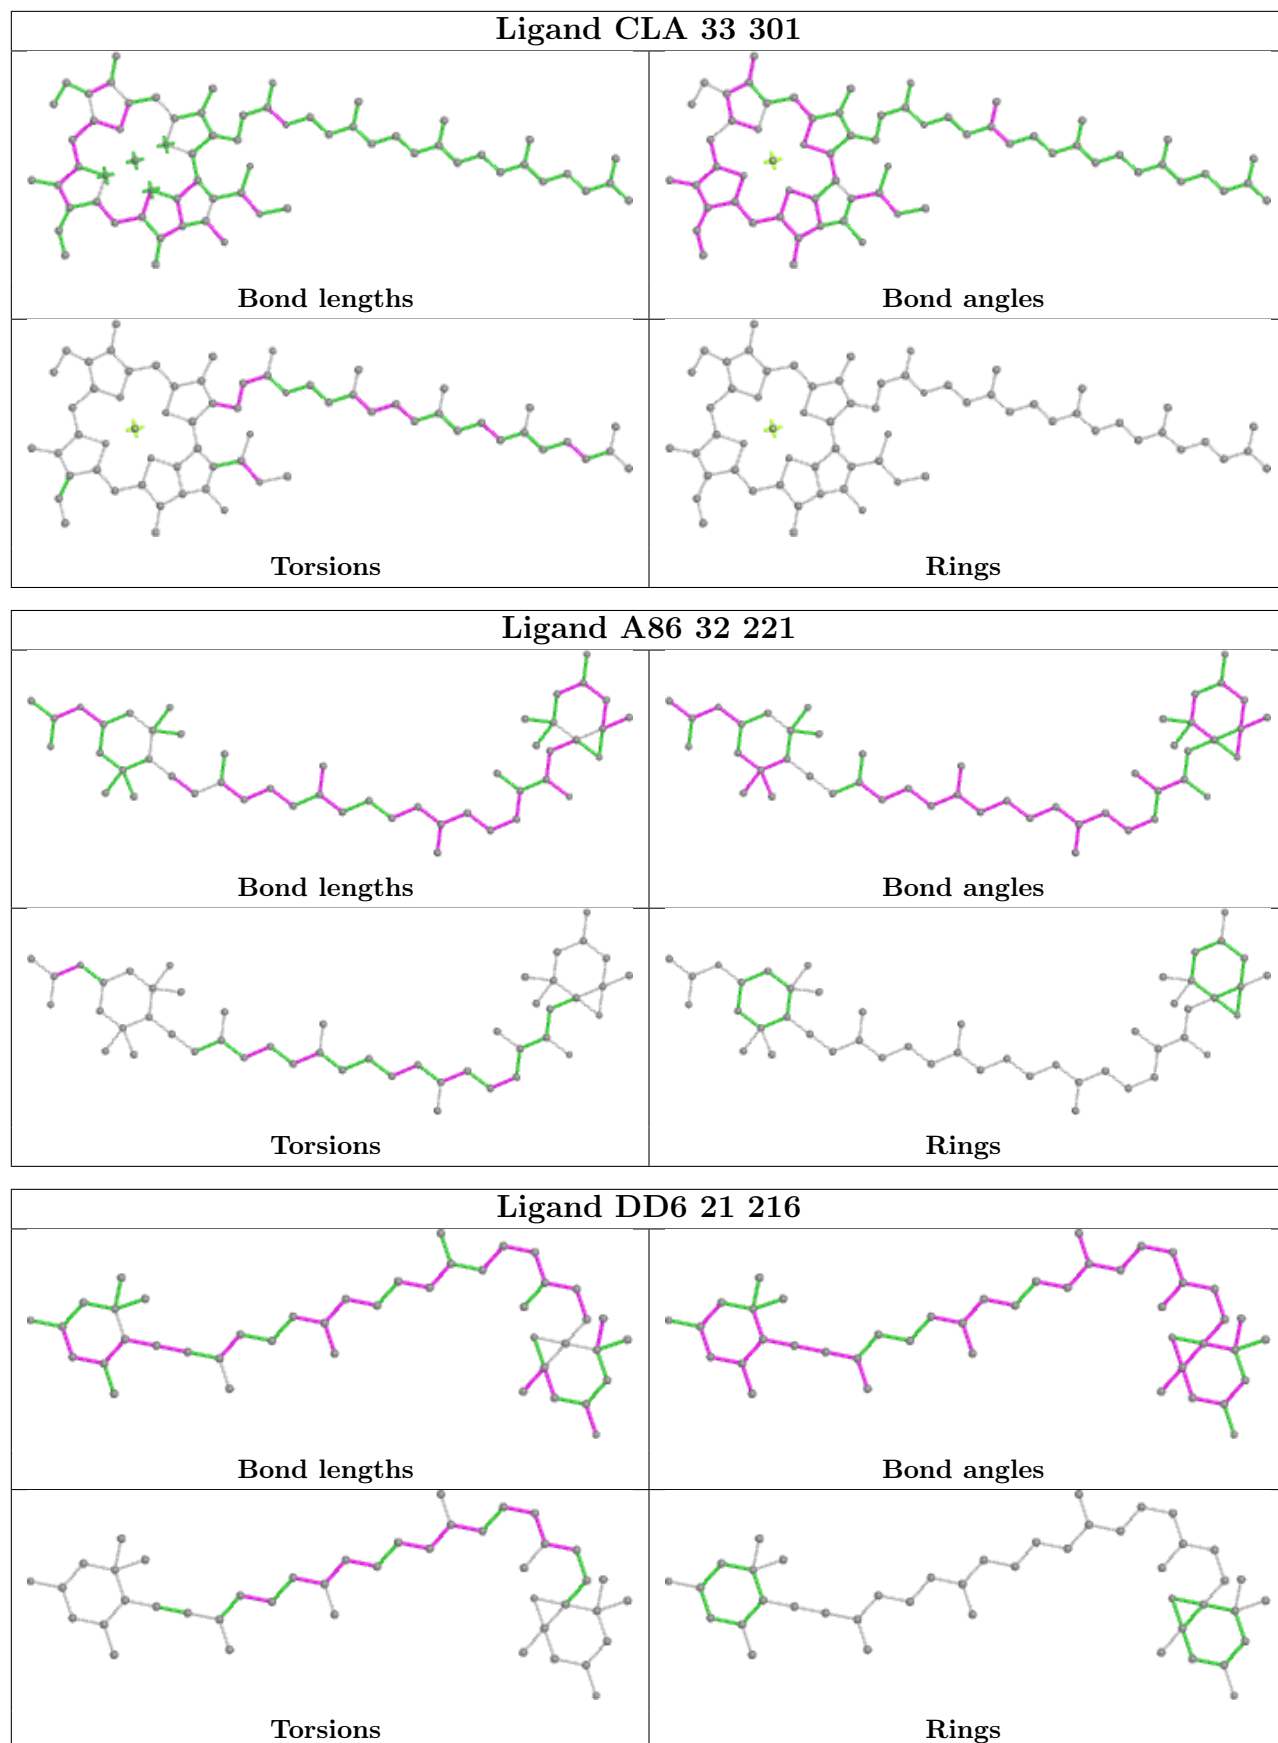 Ligand CLA 33 301
Bond lengths
Bond angles
Torsions
Rings
Ligand A86 32 221
Bond lengths
Bond angles
Torsions
Rings
Ligand DD6 21 216
Bond lengths
Bond angles
Torsions
Rings